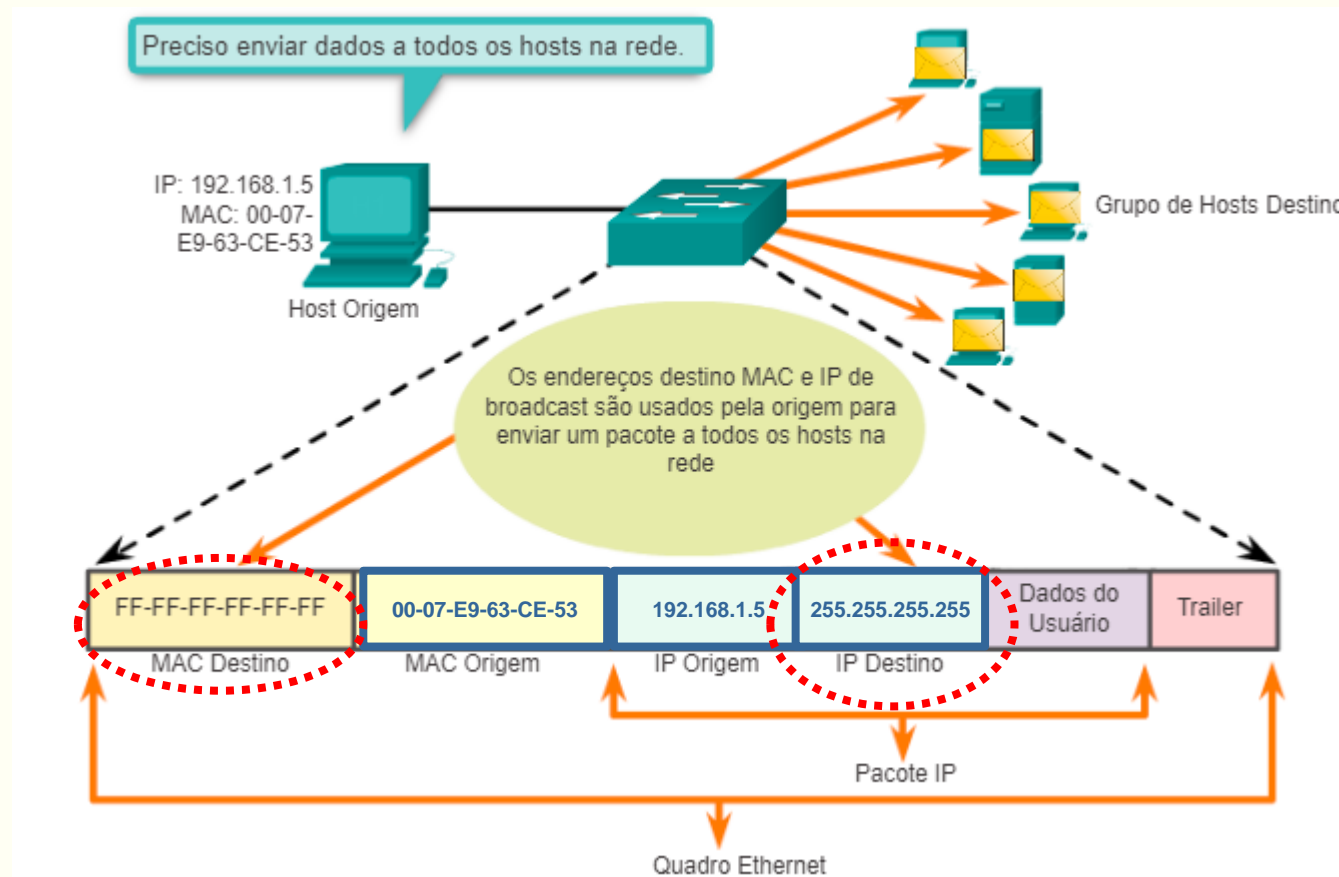 Preciso enviar dados a todos os hosts na rede.
IP: 192.168.1.5
MAC: 00-07-
E9-63-CE-53
Host Origem
Grupo de Hosts Destino
Os endereços destino MAC e IP de
broadcast são usados pela origem para
enviar um pacote a todos os hosts na
rede
FF-FF-FF-FF-FF-FF
00-07-E9-63-CE-53
192.168.1.5
255.255.255.255
Dados do
Usuário
Trailer
MAC Destino
MAC Origem
IP Origem
IP Destino
Pacote IP
Quadro Ethernet